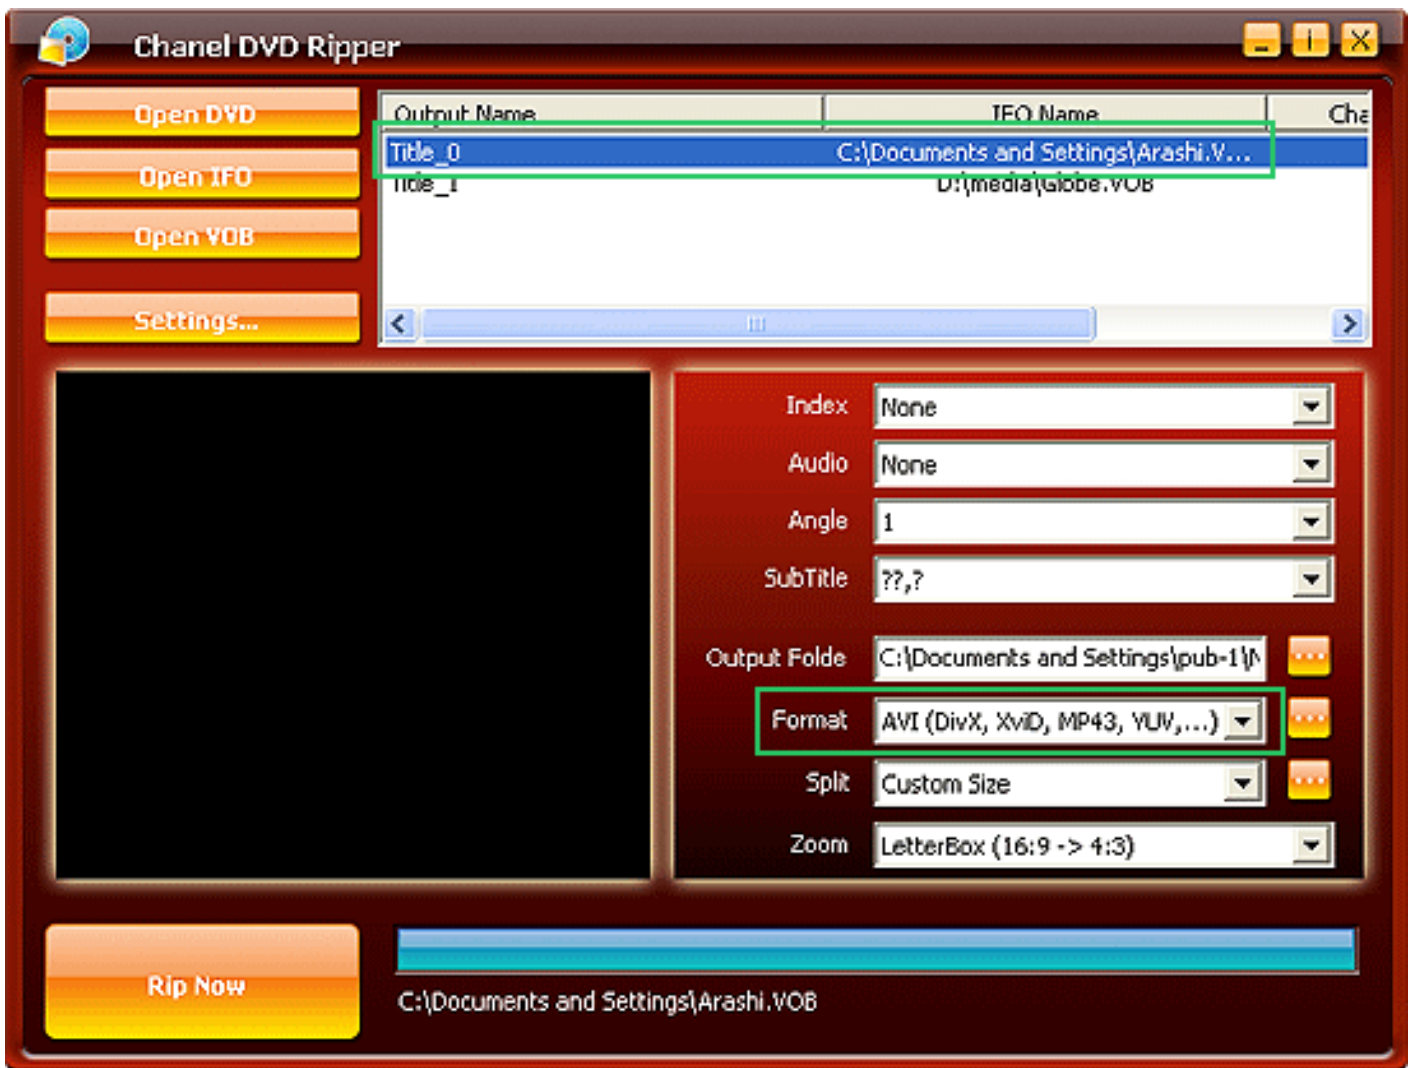 Chanel DVD Ripper
Open DVD
Open IFO
Open VOB
Settings...
Output Name IFO Name Cha
Title_0 C:\Documents and Settings\Arashi.V...
Title_1 D:\media\Globe.VOB
Index None
Audio None
Angle 1
SubTitle ??,?
Output Folde C:\Documents and Settings\pub-1\M
Format AVI (DivX, XviD, MP43, YUV,...)
Split Custom Size
Zoom LetterBox (16:9 -> 4:3)
Rip Now
C:\Documents and Settings\Arashi.VOB